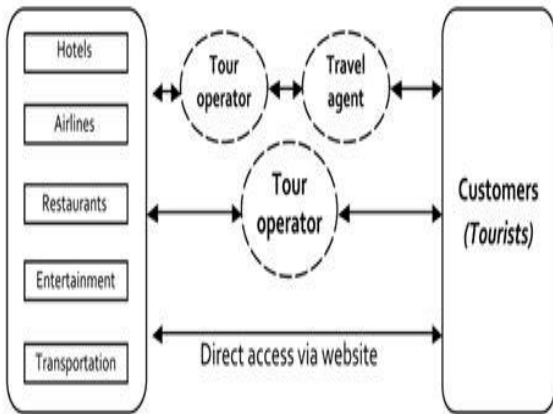 Hotels
Airlines
Restaurants
Entertainment
Transportation
Tour
operator
Travel
agent
Tour
operator
Direct access via website
Customers
(Tourists)